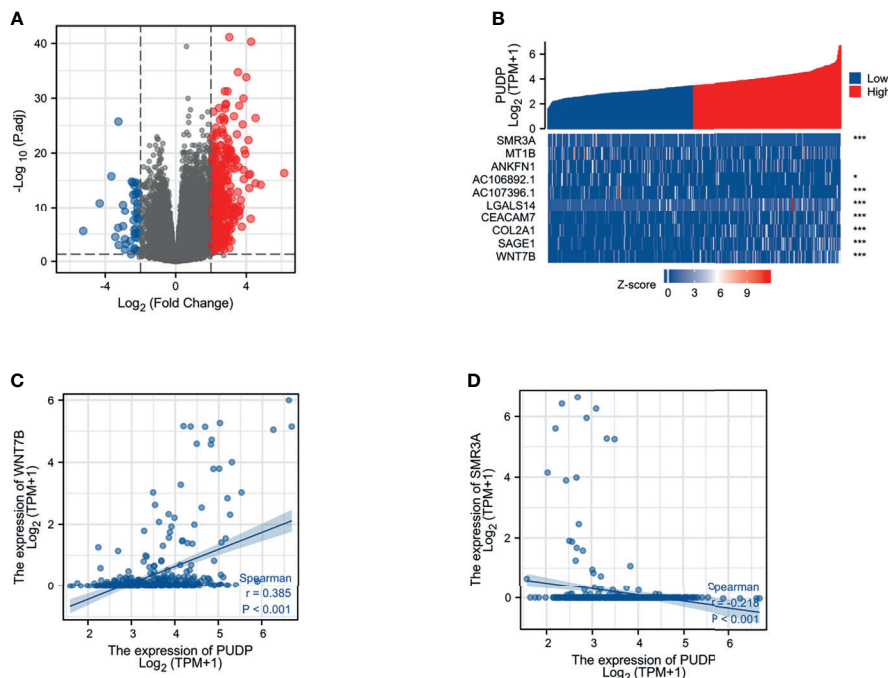 A
-Log10 (P.adj)
40
30
20
10
0
-4
0
4
Log2 (Fold Change)
B
PUDP
Log2 (TPM+1)
6
4
2
0
Low
High
SMR3A ***
MT1B
ANKFN1
AC106892.1 *
AC107396.1 ***
LGALS14 ***
CEACAM7 ***
COL2A1 ***
SAGE1 ***
WNT7B ***
Z-score
0 3 6 9
C
The expression of WNT7B
Log2 (TPM+1)
6
4
2
0
Spearman
r = 0.385
P < 0.001
2 3 4 5 6
The expression of PUDP
Log2 (TPM+1)
D
The expression of SMR3A
Log2 (TPM+1)
6
4
2
0
Spearman
r = -0.218
P < 0.001
2 3 4 5 6
The expression of PUDP
Log2 (TPM+1)